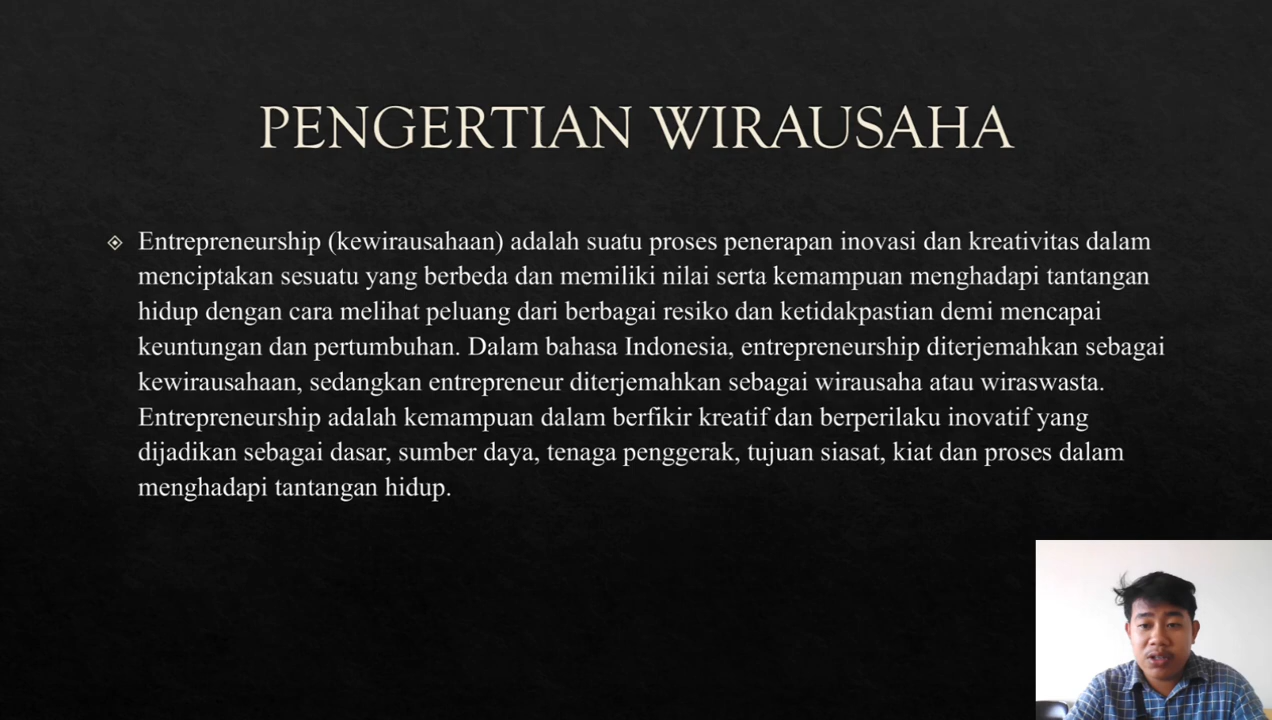 PENGERTIAN WIRAUSAHA
Entrepreneurship (kewirausahaan) adalah suatu proses penerapan inovasi dan kreativitas dalam
menciptakan sesuatu yang berbeda dan memiliki nilai serta kemampuan menghadapi tantangan
hidup dengan cara melihat peluang dari berbagai resiko dan ketidakpastian demi mencapai
keuntungan dan pertumbuhan. Dalam bahasa Indonesia, entrepreneurship diterjemahkan sebagai
kewirausahaan, sedangkan entrepreneur diterjemahkan sebagai wirausaha atau wiraswasta.
Entrepreneurship adalah kemampuan dalam berfikir kreatif dan berperilaku inovatif yang
dijadikan sebagai dasar, sumber daya, tenaga penggerak, tujuan siasat, kiat dan proses dalam
menghadapi tantangan hidup.